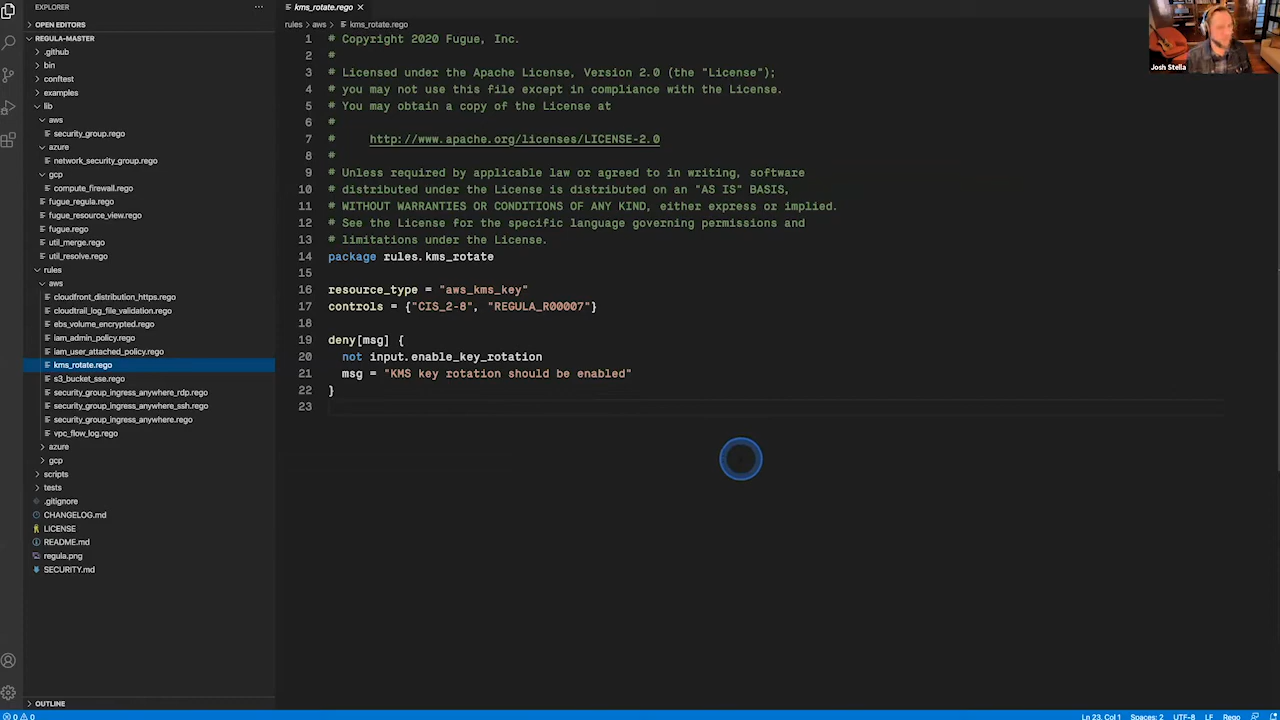 EXPLORER
···
OPEN EDITORS
REGULA-MASTER
.github
bin
conftest
examples
lib
aws
security_group.rego
azure
network_security_group.rego
gcp
compute_firewall.rego
fugue_regula.rego
fugue_resource_view.rego
fugue.rego
util_merge.rego
util_resolve.rego
rules
aws
cloudfront_distribution_https.rego
cloudtrail_log_file_validation.rego
ebs_volume_encrypted.rego
iam_admin_policy.rego
iam_user_attached_policy.rego
kms_rotate.rego
s3_bucket_sse.rego
security_group_ingress_anywhere_rdp.rego
security_group_ingress_anywhere_ssh.rego
security_group_ingress_anywhere.rego
vpc_flow_log.rego
azure
gcp
scripts
tests
.gitignore
CHANGELOG.md
LICENSE
README.md
regula.png
SECURITY.md
OUTLINE
kms_rotate.rego
rules > aws > kms_rotate.rego
1 # Copyright 2020 Fugue, Inc.
2 #
3 # Licensed under the Apache License, Version 2.0 (the "License");
4 # you may not use this file except in compliance with the License.
5 # You may obtain a copy of the License at
6 #
7 #     http://www.apache.org/licenses/LICENSE-2.0
8 #
9 # Unless required by applicable law or agreed to in writing, software
10 # distributed under the License is distributed on an "AS IS" BASIS,
11 # WITHOUT WARRANTIES OR CONDITIONS OF ANY KIND, either express or implied.
12 # See the License for the specific language governing permissions and
13 # limitations under the License.
14 package rules.kms_rotate
15
16 resource_type = "aws_kms_key"
17 controls = {"CIS_2-8", "REGULA_R00007"}
18
19 deny[msg] {
20   not input.enable_key_rotation
21   msg = "KMS key rotation should be enabled"
22 }
23
Josh Stella
0 0
Ln 23, Col 1 Spaces: 2 UTF-8 LF Rego